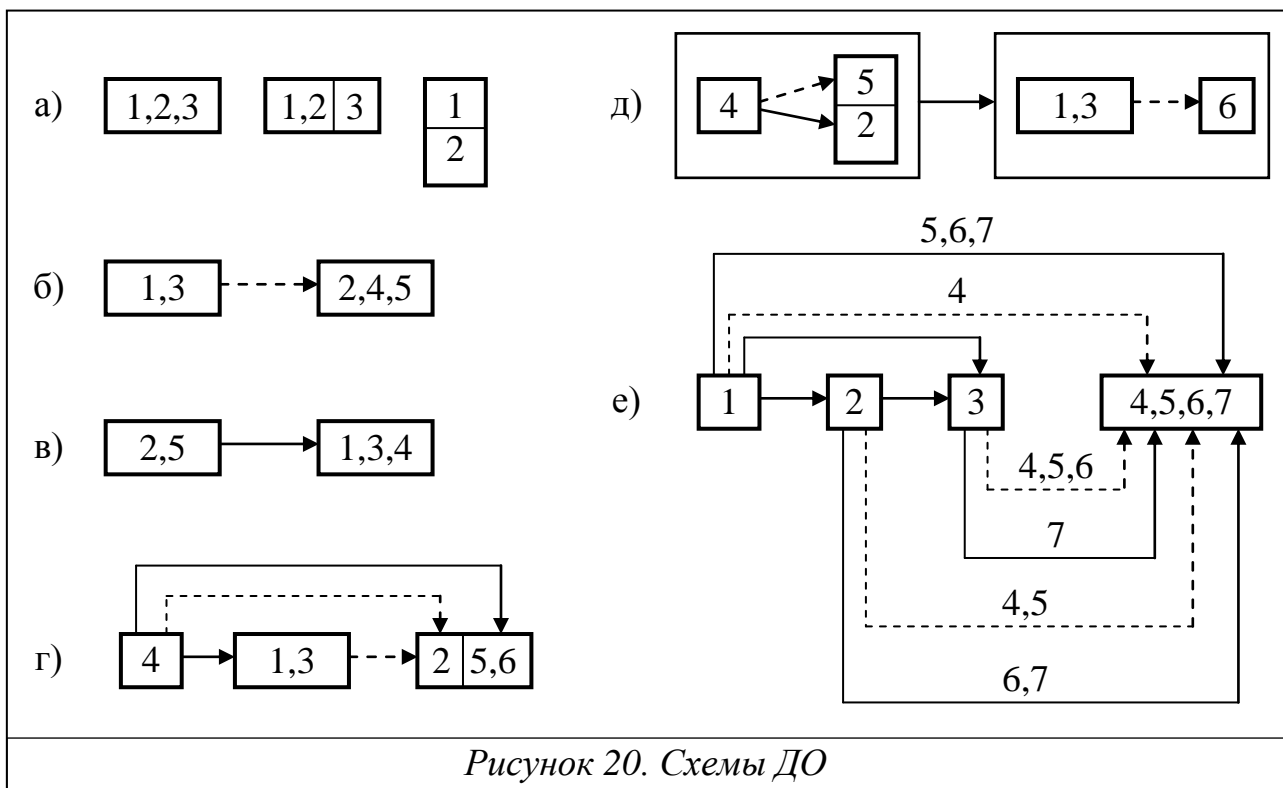 а) 1,2,3 1,2 3 1
2
б) 1,3 2,4,5
в) 2,5 1,3,4
г) 4 1,3 2 5,6
д) 4 5 1,3 6
2
5,6,7
4
е) 1 2 3 4,5,6,7
4,5,6
7
4,5
6,7
Рисунок 20. Схемы ДО